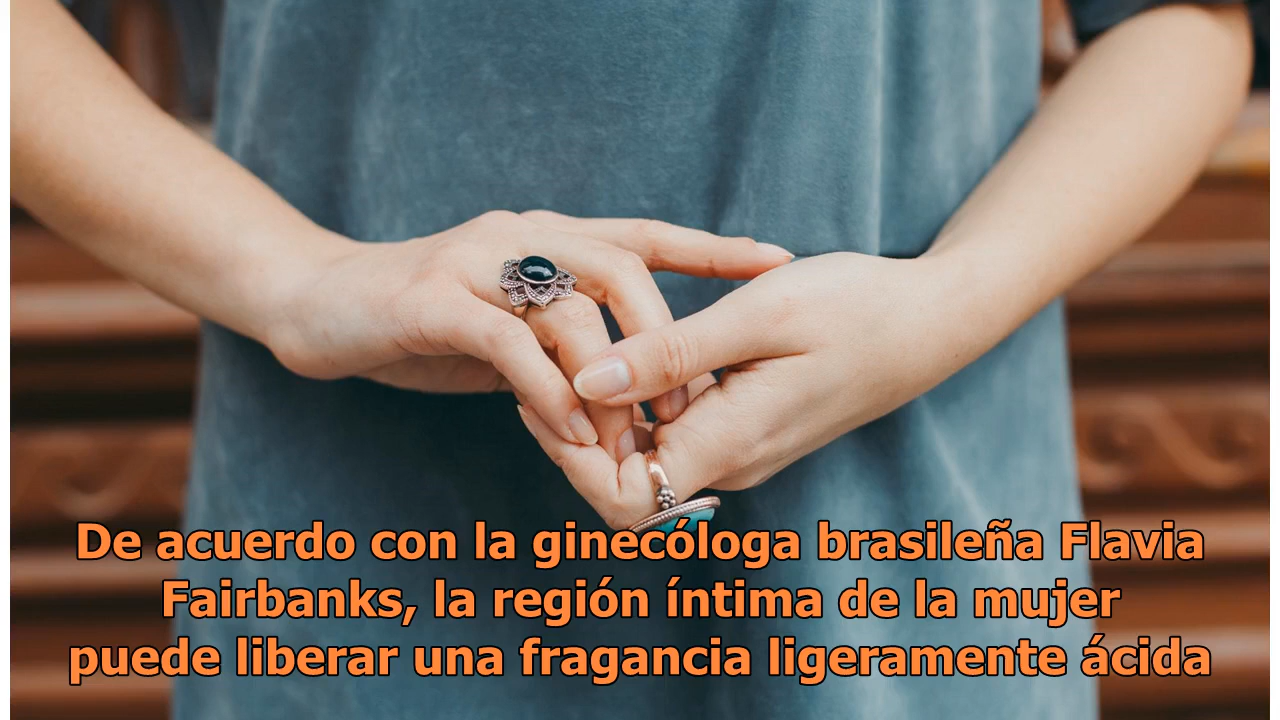 De acuerdo con la ginecóloga brasileña Flavia
Fairbanks, la región íntima de la mujer
puede liberar una fragancia ligeramente ácida